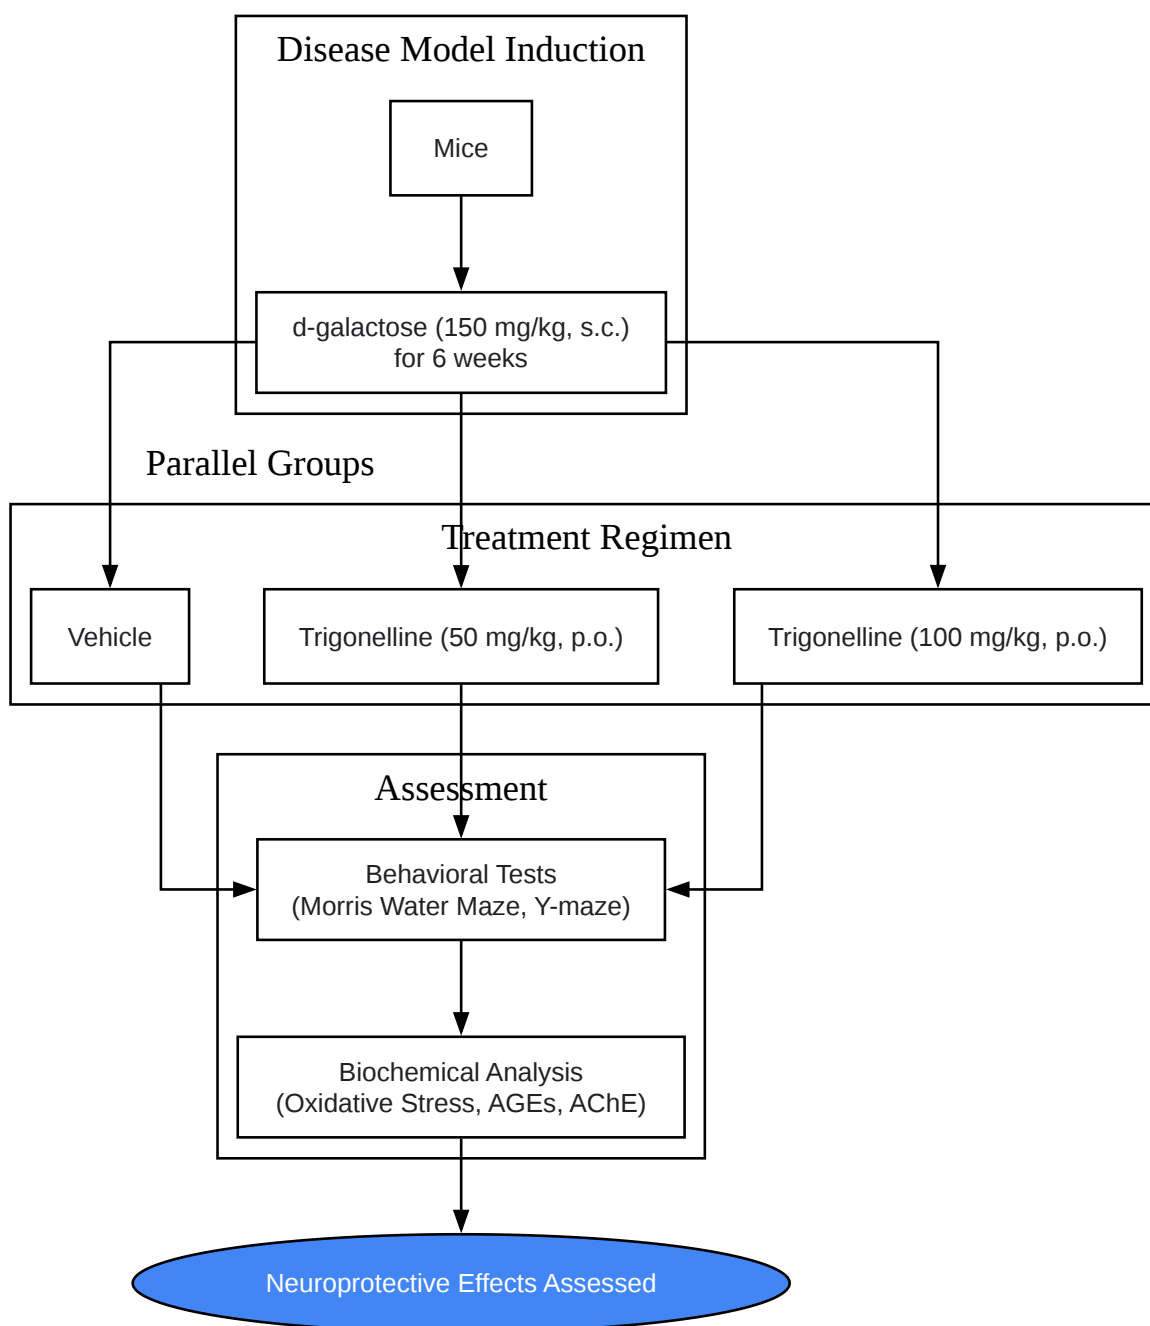 Disease Model Induction
Mice
d-galactose (150 mg/kg, s.c.)
for 6 weeks
Parallel Groups
Treatment Regimen
Vehicle
Trigonelline (50 mg/kg, p.o.)
Trigonelline (100 mg/kg, p.o.)
Assessment
Behavioral Tests
(Morris Water Maze, Y-maze)
Biochemical Analysis
(Oxidative Stress, AGEs, AChE)
Neuroprotective Effects Assessed